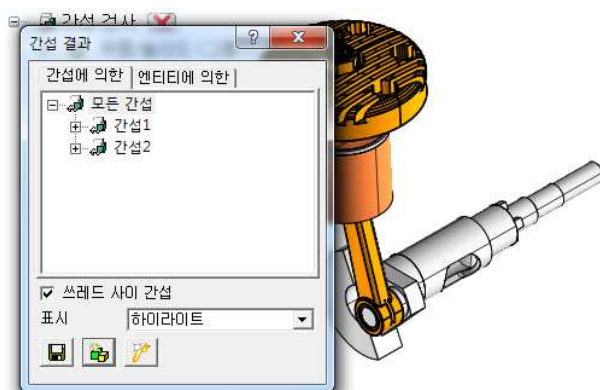 간섭 검사
간섭 결과
간섭에 의한 엔티티에 의한
모든 간섭
간섭1
간섭2
쓰레드 사이 간섭
표시 하이라이트